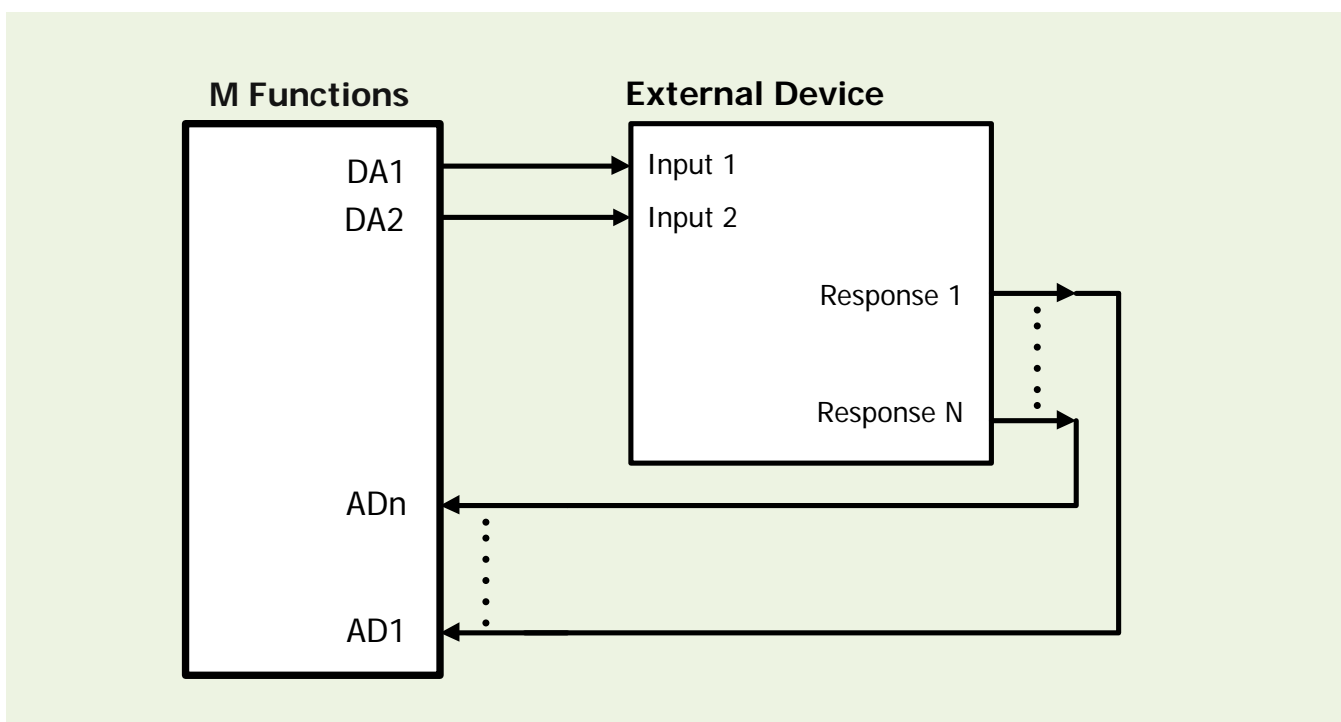 M Functions
External Device
DA1
DA2
Input 1
Input 2
Response 1
Response N
ADn
AD1